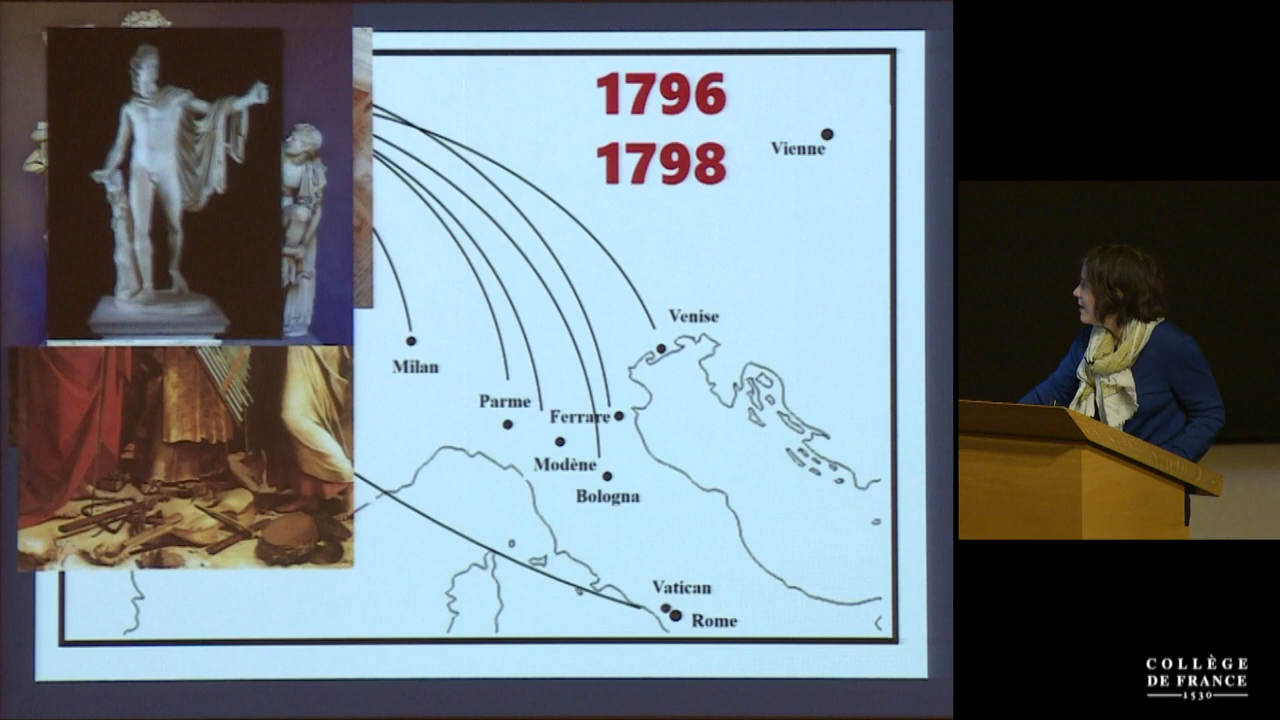 1796
1798
Vienne
Venise
Milan
Parme
Ferrare
Modène
Bologna
Vatican
Rome
COLLÈGE
DE FRANCE
1530